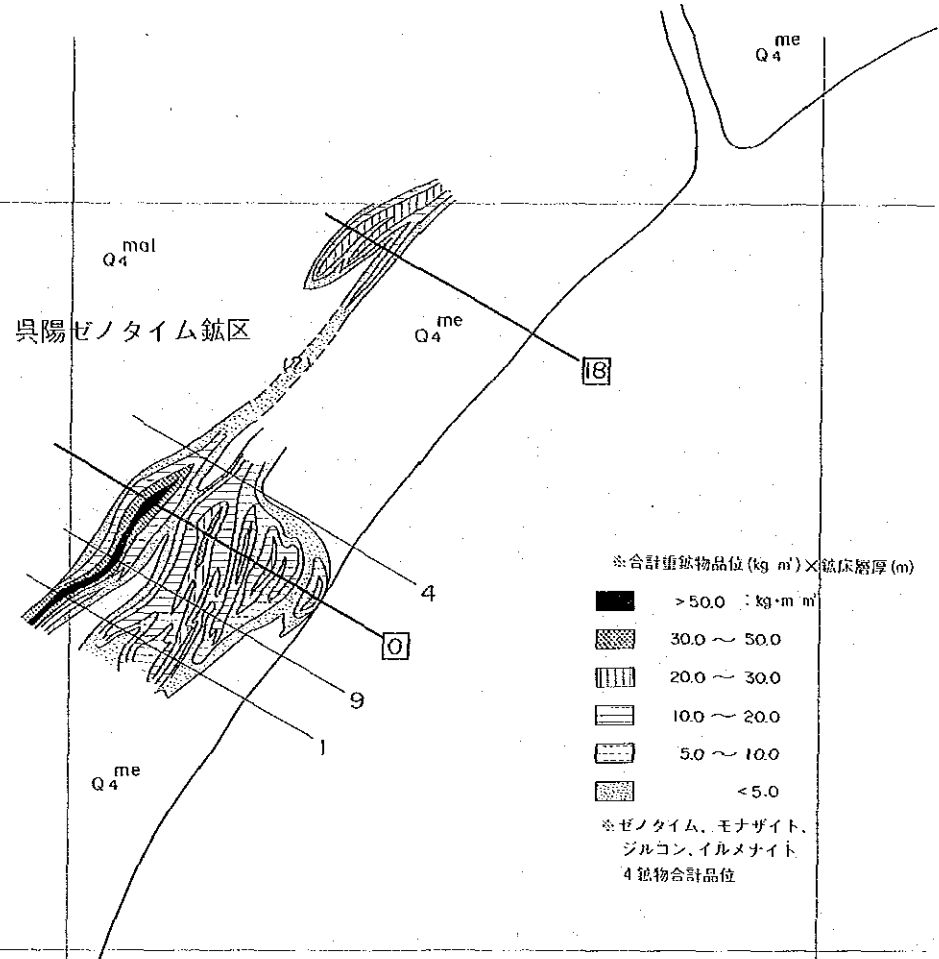 Q₄ᵐᵉ
Q₄ᵐᵃˡ
呉陽ゼノタイム鉱区
Q₄ᵐᵉ
(?)
18
4
0
9
1
Q₄ᵐᵉ
※合計重鉱物品位(kg m³)×鉱床層厚(m)
>50.0 : kg·m m³
30.0 ～ 50.0
20.0 ～ 30.0
10.0 ～ 20.0
5.0 ～ 10.0
<5.0
※ゼノタイム、モナザイト、
ジルコン、イルメナイト
4鉱物合計品位